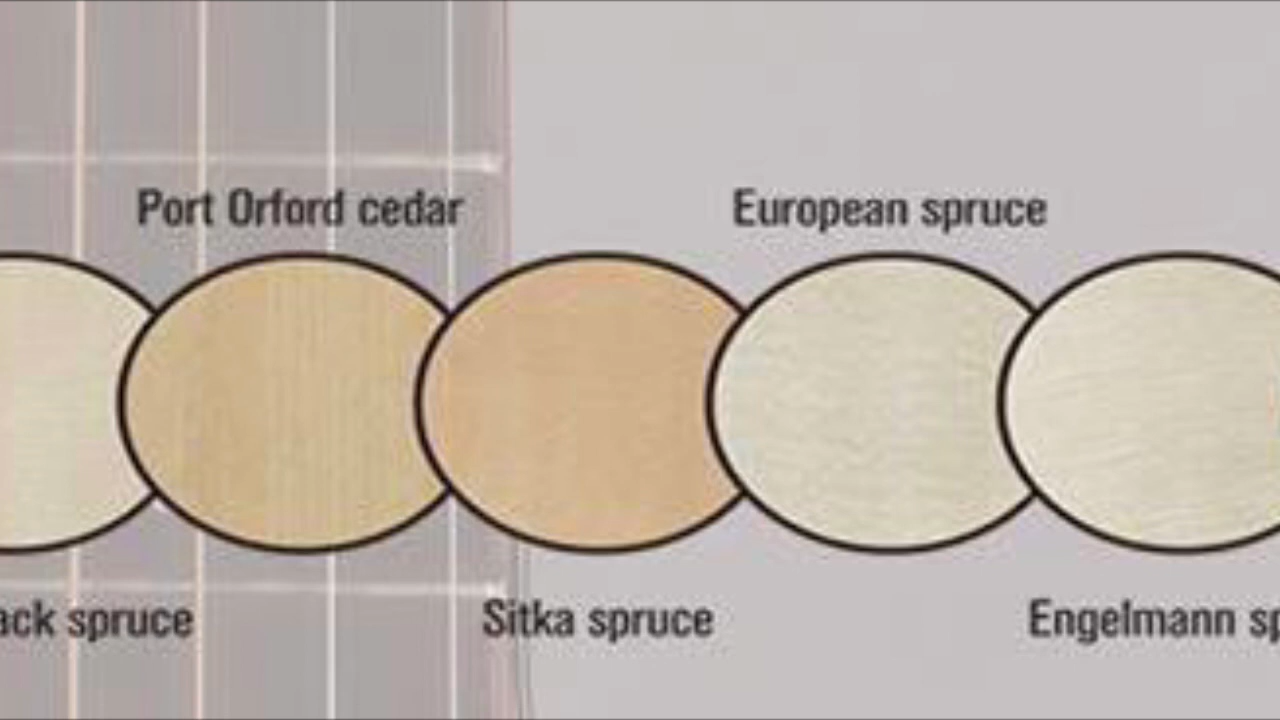 Port Orford cedar
European spruce
ack spruce
Sitka spruce
Engelmann sp